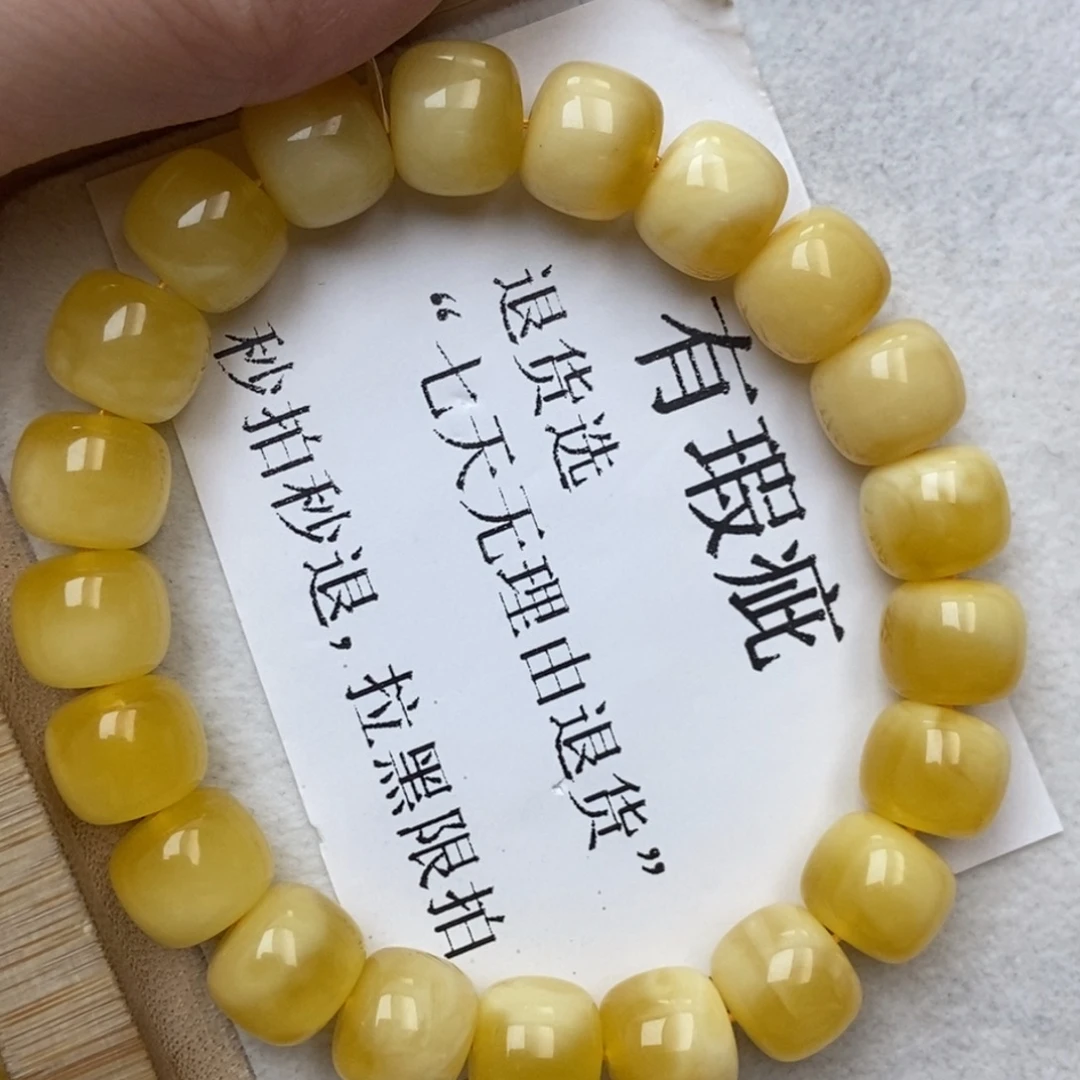 有瑕疵
退货选
“七天无理由退货”
秒拍秒退，拉黑限拍